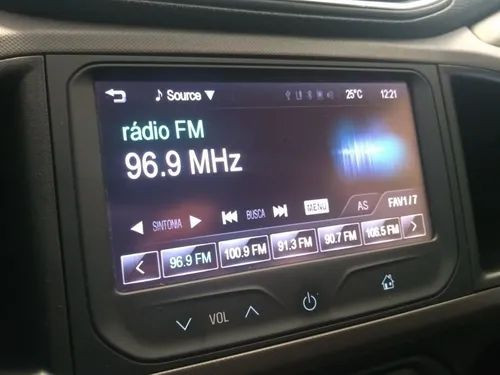 Source 25°C 12:21
rádio FM
96.9 MHz
SINTONIA BUSCA MENU AS FAV1/7
96.9 FM 100.9 FM 91.3 FM 90.7 FM 106.5 FM
VOL